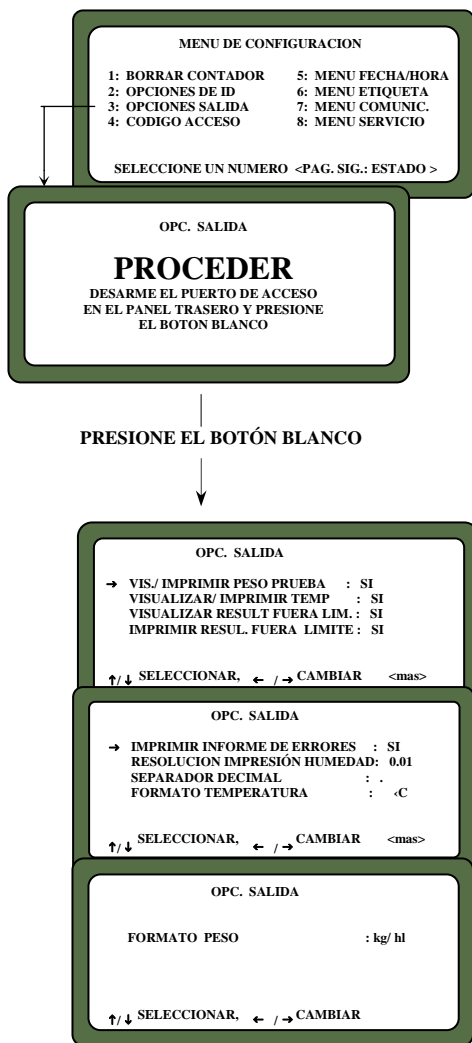 MENU DE CONFIGURACION
1: BORRAR CONTADOR 5: MENU FECHA/HORA
2: OPCIONES DE ID 6: MENU ETIQUETA
3: OPCIONES SALIDA 7: MENU COMUNIC.
4: CODIGO ACCESO 8: MENU SERVICIO
SELECCIONE UN NUMERO <PAG. SIG.: ESTADO >
OPC. SALIDA
PROCEDER
DESARME EL PUERTO DE ACCESO
EN EL PANEL TRASERO Y PRESIONE
EL BOTON BLANCO
PRESIONE EL BOTÓN BLANCO
OPC. SALIDA
→ VIS./ IMPRIMIR PESO PRUEBA : SI
VISUALIZAR/ IMPRIMIR TEMP : SI
VISUALIZAR RESULT FUERA LIM. : SI
IMPRIMIR RESUL. FUERA LIMITE : SI
↑/↓ SELECCIONAR, ← / → CAMBIAR <mas>
OPC. SALIDA
→ IMPRIMIR INFORME DE ERRORES : SI
RESOLUCION IMPRESIÓN HUMEDAD: 0.01
SEPARADOR DECIMAL : .
FORMATO TEMPERATURA : ‹C
↑/↓ SELECCIONAR, ← / → CAMBIAR <mas>
OPC. SALIDA
FORMATO PESO : kg/ hl
↑/↓ SELECCIONAR, ← / → CAMBIAR